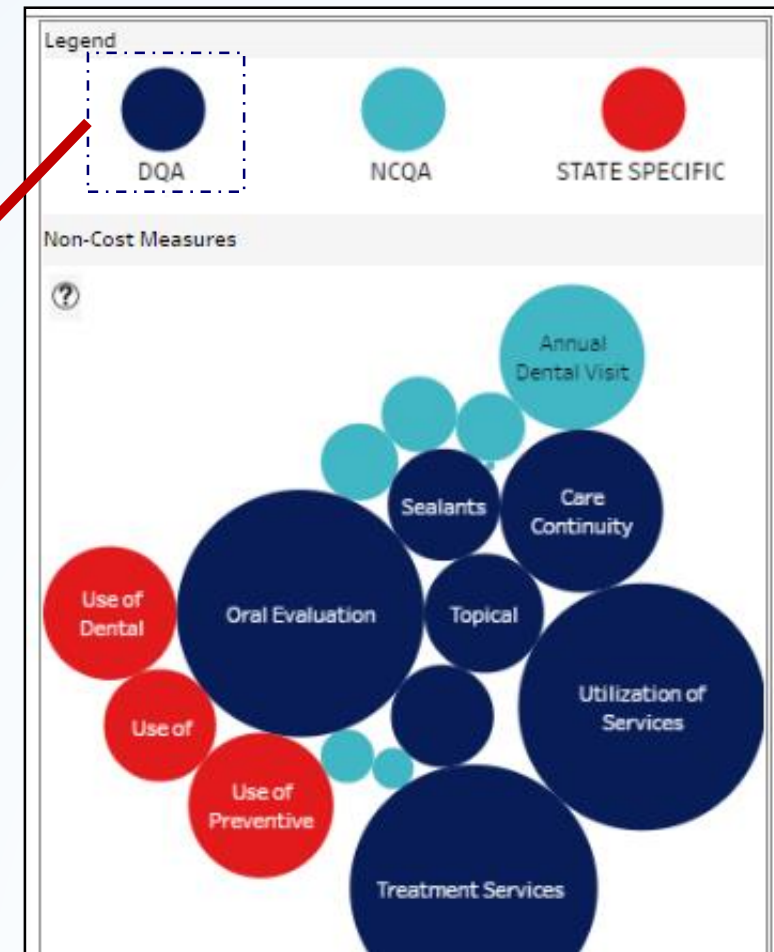 Legend
DQA
NCQA
STATE SPECIFIC
Non-Cost Measures
?
Annual
Dental Visit
Sealants
Care
Continuity
Use of
Dental
Oral Evaluation
Topical
Utilization of
Services
Use of
Use of
Preventive
Treatment Services